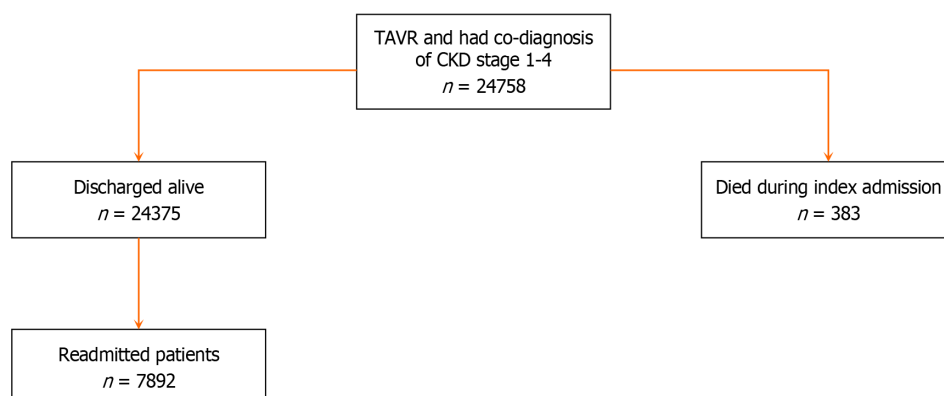 TAVR and had co-diagnosis
of CKD stage 1-4
n = 24758
Discharged alive
n = 24375
Died during index admission
n = 383
Readmitted patients
n = 7892